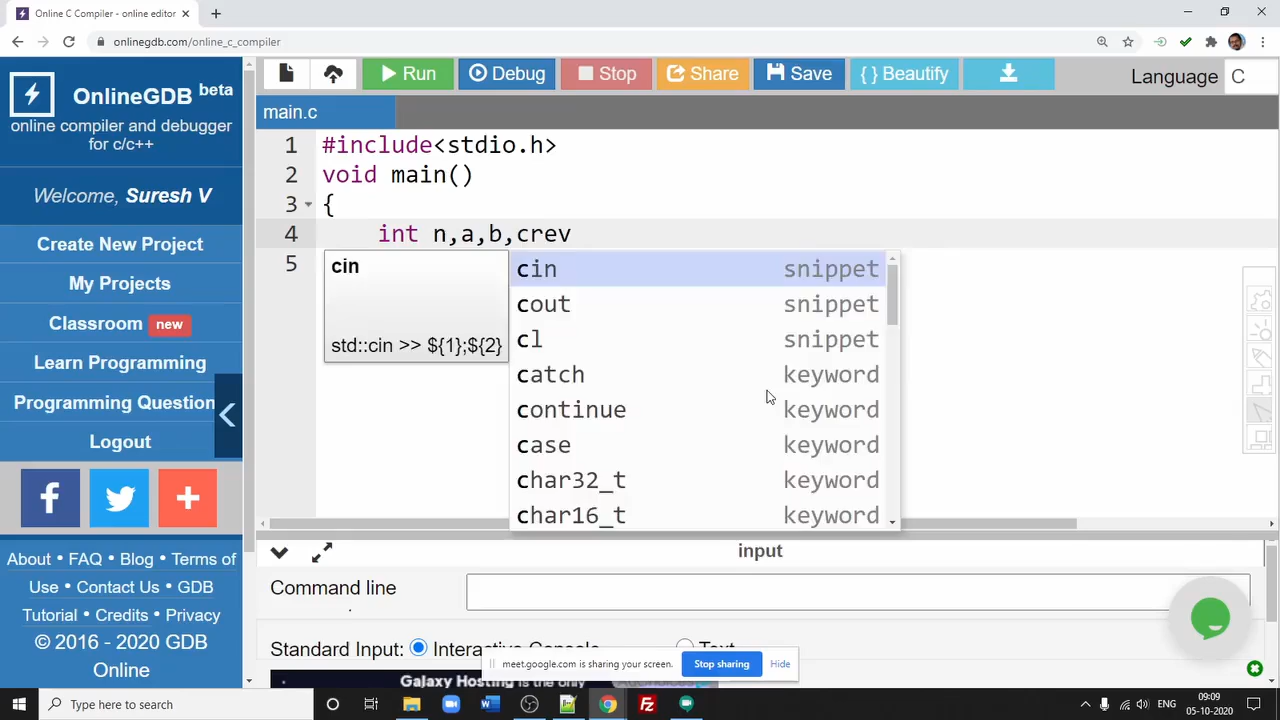 Online C Compiler - online editor
onlinegdb.com/online_c_compiler
OnlineGDB beta
online compiler and debugger
for c/c++
Welcome, Suresh V
Create New Project
My Projects
Classroom new
Learn Programming
Programming Question
Logout
About • FAQ • Blog • Terms of
Use • Contact Us • GDB
Tutorial • Credits • Privacy
© 2016 - 2020 GDB
Online
Run Debug Stop Share Save { } Beautify Language C
main.c
1 #include<stdio.h>
2 void main()
3 {
4 int n,a,b,crev
5
cin
std::cin >> ${1};${2}
cin snippet
cout snippet
cl snippet
catch keyword
continue keyword
case keyword
char32_t keyword
char16_t keyword
input
Command line
Standard Input: Interactive Console Text
meet.google.com is sharing your screen. Stop sharing Hide
Galaxy Hosting is the only
Type here to search
ENG
09:09
05-10-2020